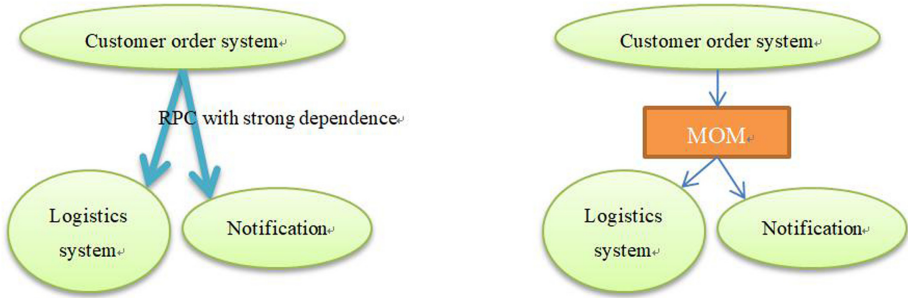 Customer order system
RPC with strong dependence
Logistics
system
Notification
Customer order system
MOM
Logistics
system
Notification